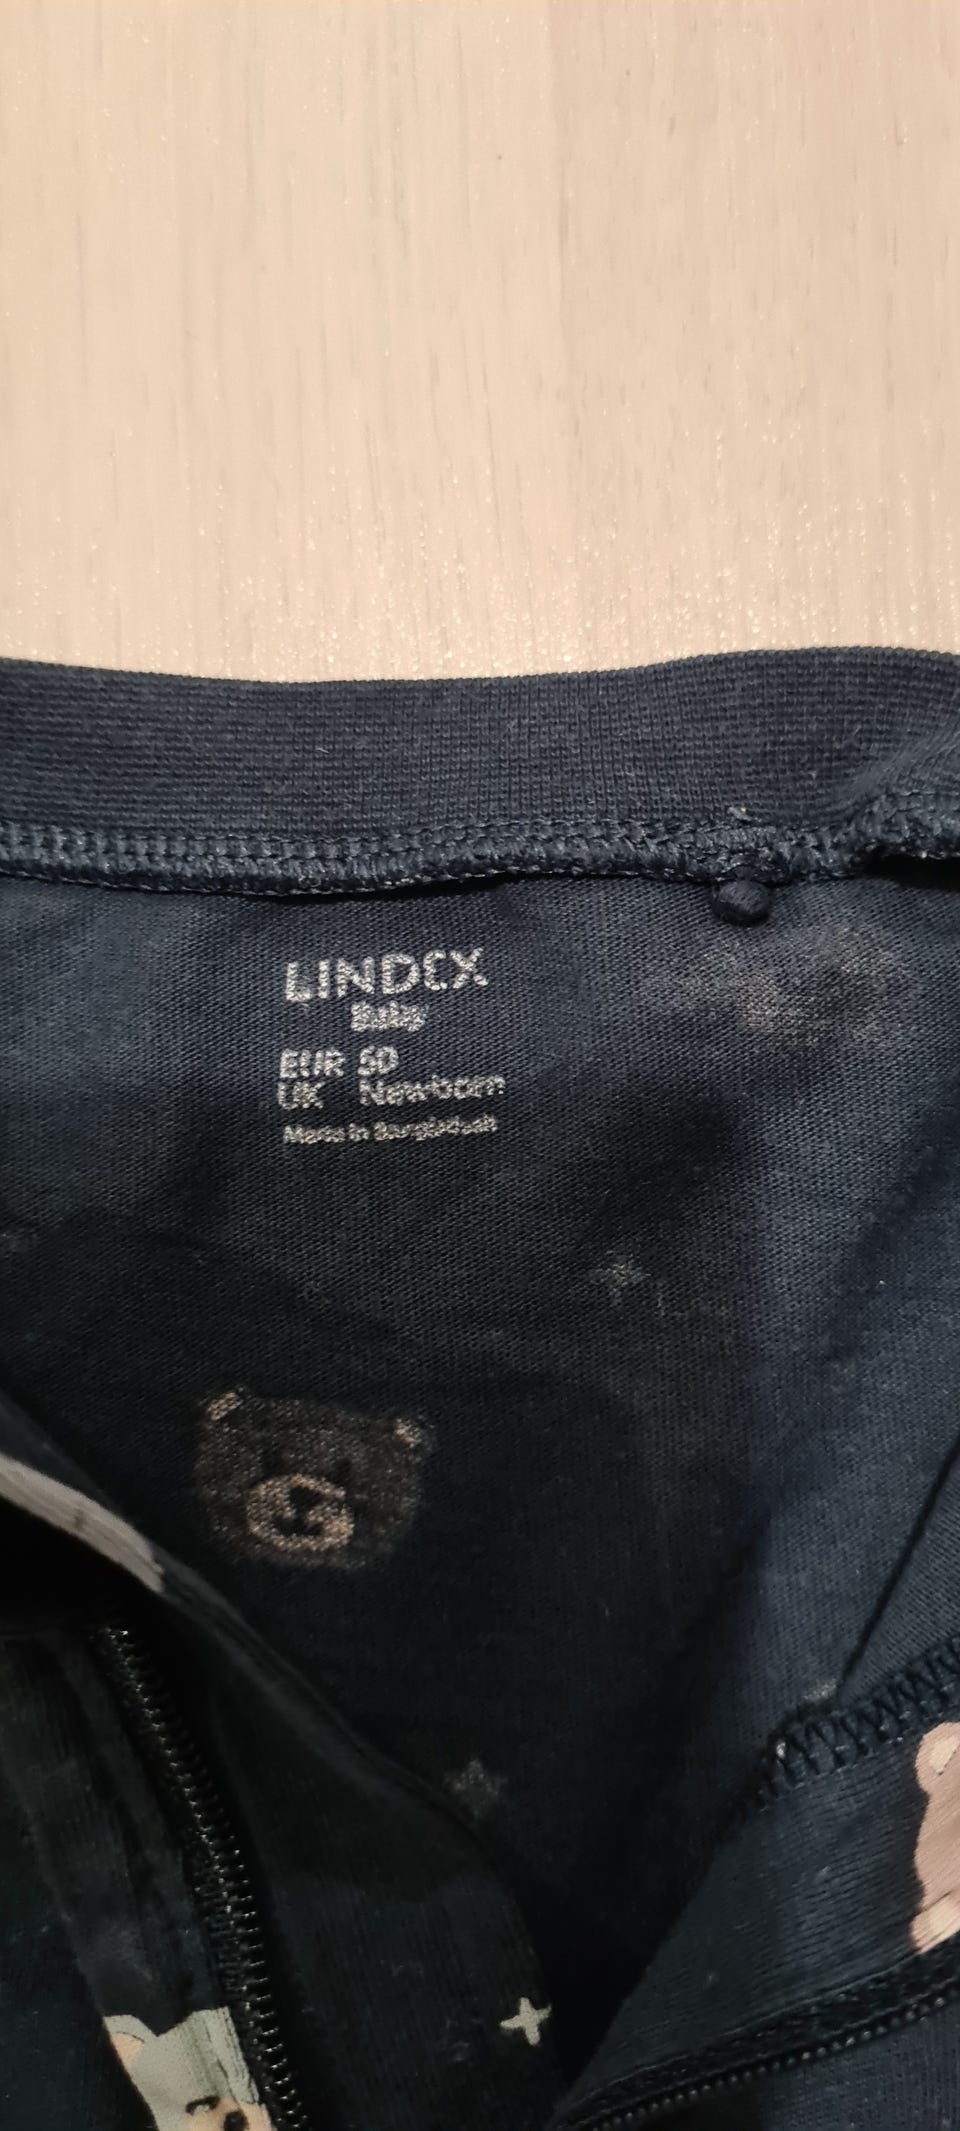 LINDEX
Baby
EUR 50
UK Newborn
Made in Bangladesh